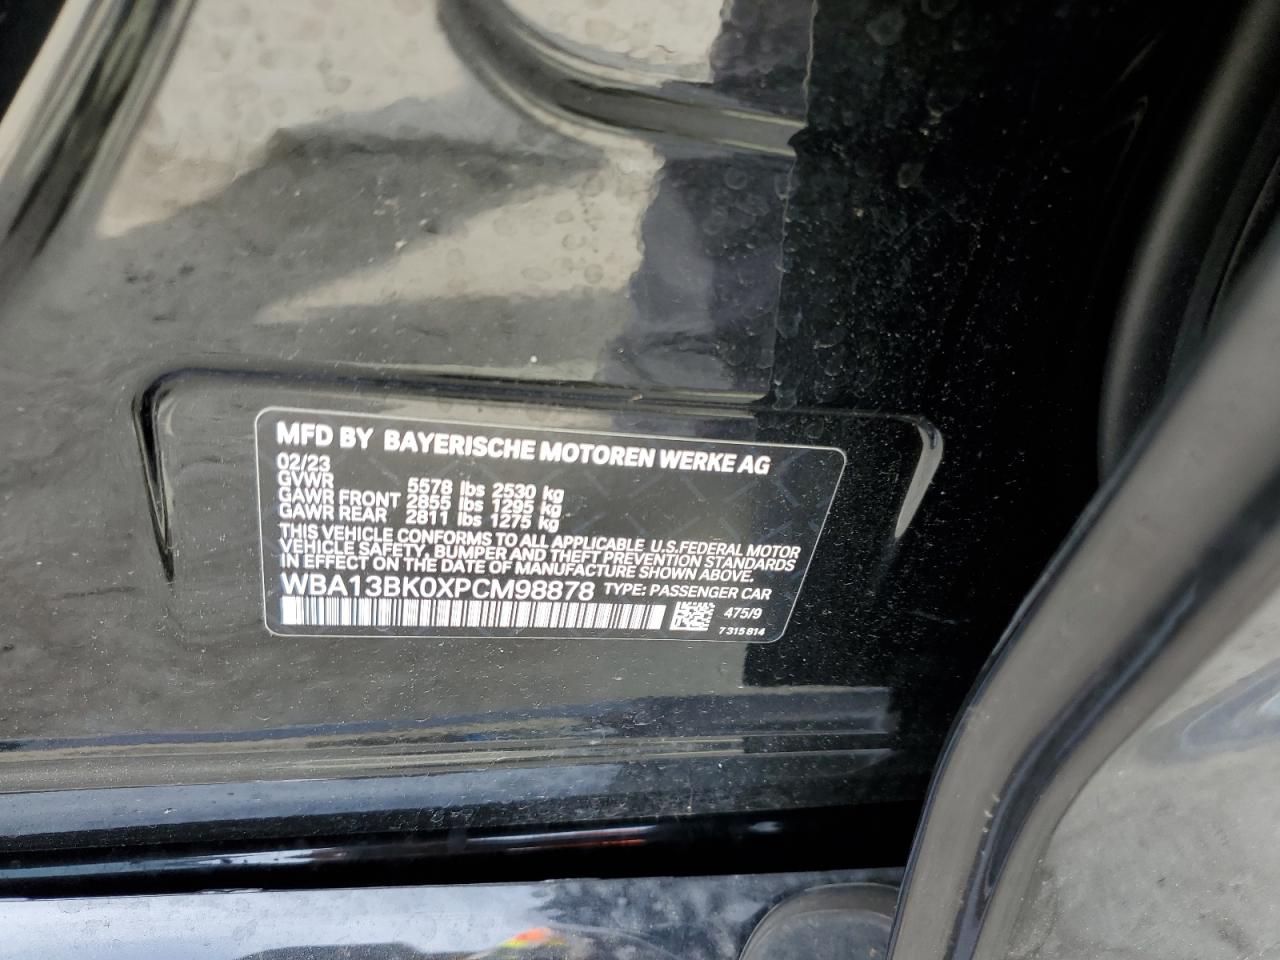 MFD BY BAYERISCHE MOTOREN WERKE AG
02/23
GVWR 5578 lbs 2530 kg
GAWR FRONT 2855 lbs 1295 kg
GAWR REAR 2811 lbs 1275 kg
THIS VEHICLE CONFORMS TO ALL APPLICABLE U.S.FEDERAL MOTOR
VEHICLE SAFETY, BUMPER AND THEFT PREVENTION STANDARDS
IN EFFECT ON THE DATE OF MANUFACTURE SHOWN ABOVE.
WBA13BK0XPCM98878 TYPE: PASSENGER CAR
475/9
7 315 814